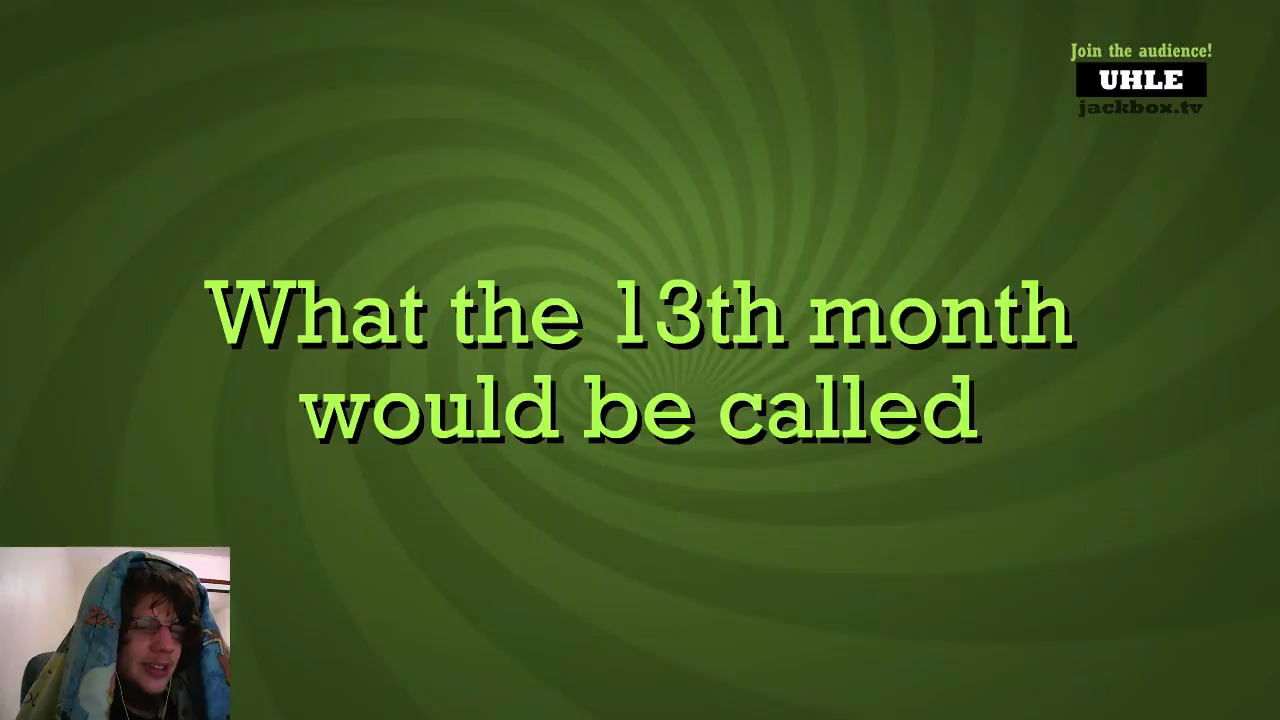 Join the audience!
UHLE
jackbox.tv
What the 13th month
would be called